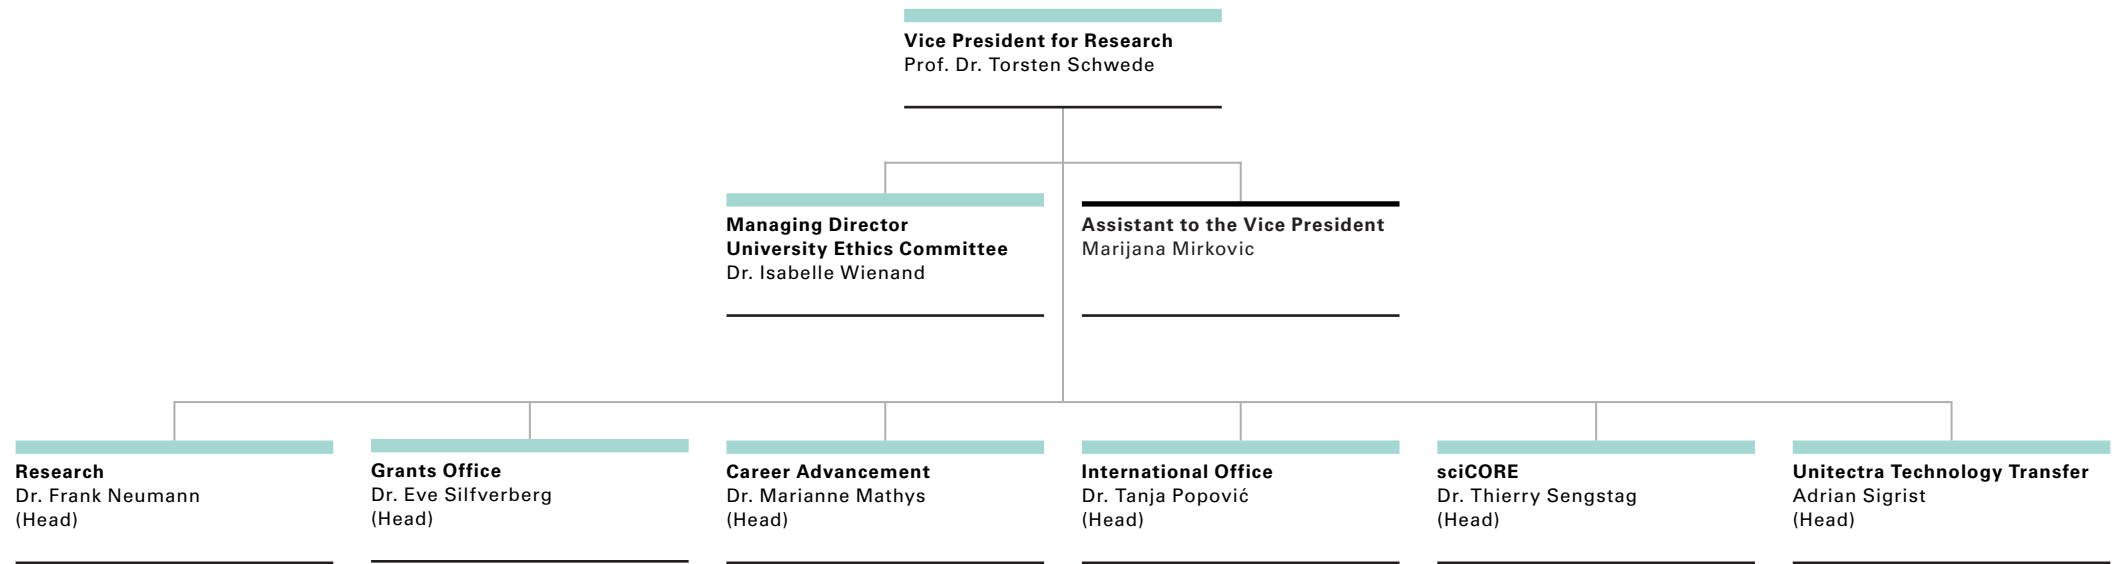 Vice President for Research
Prof. Dr. Torsten Schwede
Managing Director
University Ethics Committee
Dr. Isabelle Wienand
Assistant to the Vice President
Marijana Mirkovic
Research
Dr. Frank Neumann
(Head)
Grants Office
Dr. Eve Silfverberg
(Head)
Career Advancement
Dr. Marianne Mathys
(Head)
International Office
Dr. Tanja Popović
(Head)
sciCORE
Dr. Thierry Sengstag
(Head)
Unitectra Technology Transfer
Adrian Sigrist
(Head)